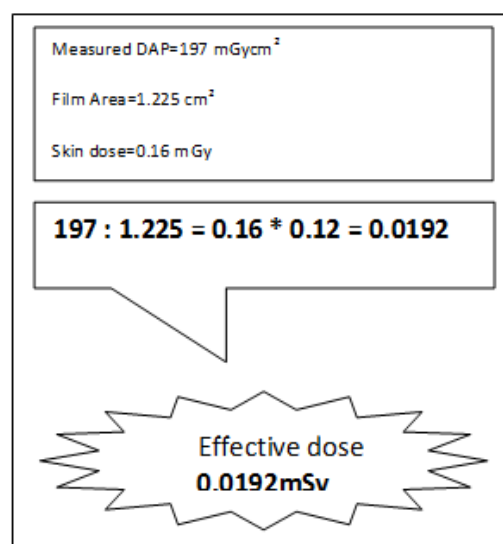 Measured DAP=197 mGycm²
Film Area=1.225 cm²
Skin dose=0.16 mGy
197 : 1.225 = 0.16 * 0.12 = 0.0192
Effective dose
0.0192mSv